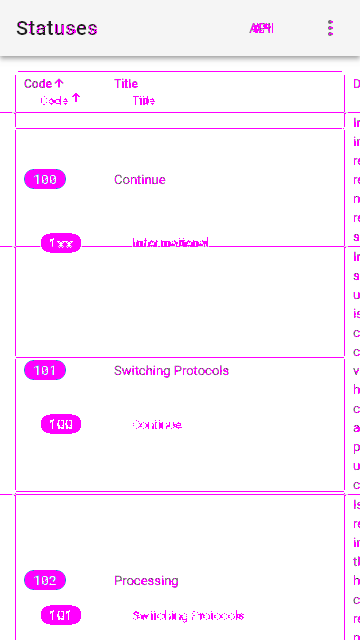 Statuses API
Code Title D
Code Title
100 Continue
1xx Informational
101 Switching Protocols
100 Continue
102 Processing
101 Switching Protocols